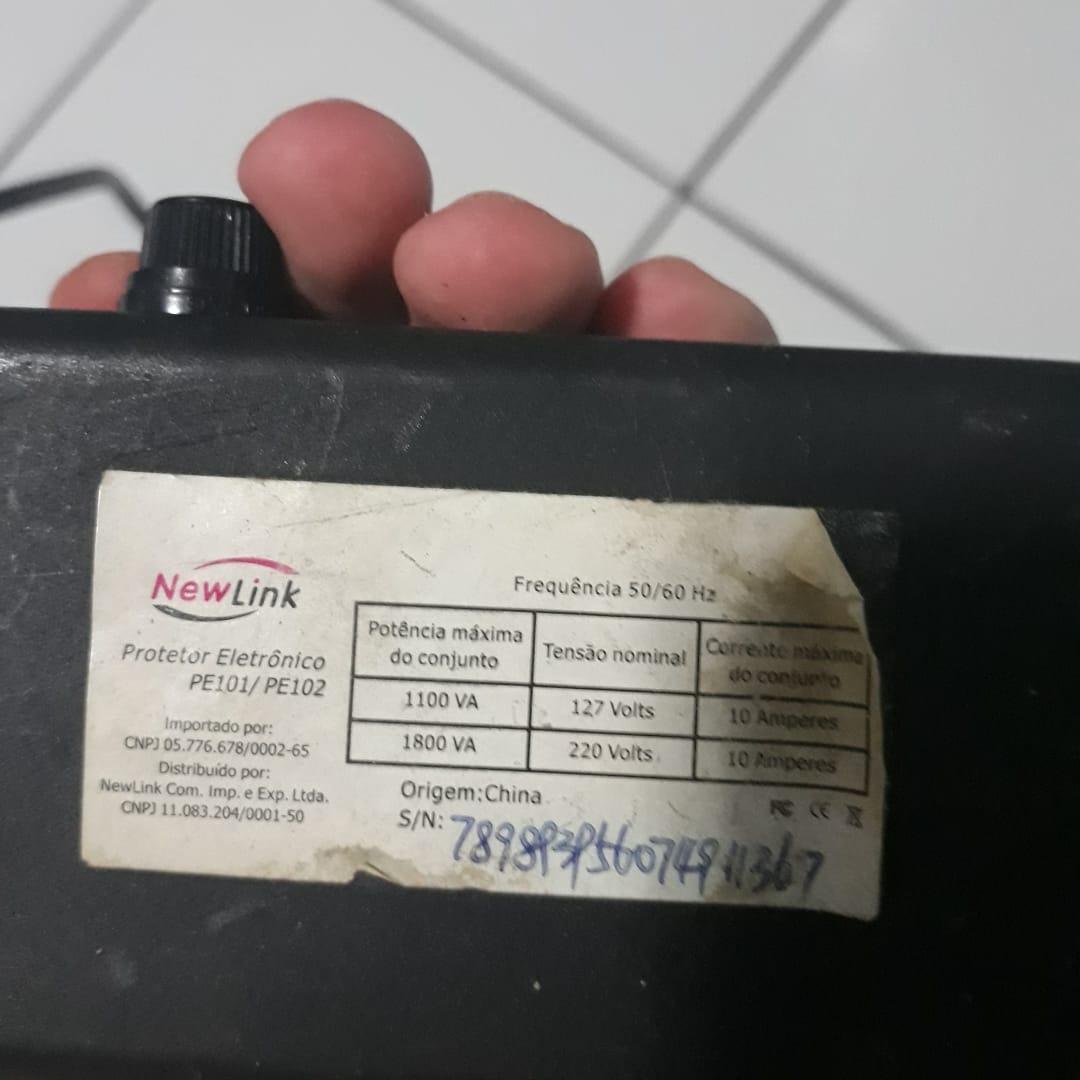 NewLink
Protetor Eletrônico
PE101/ PE102
Importado por:
CNPJ 05.776.678/0002-65
Distribuído por:
NewLink Com. Imp. e Exp. Ltda.
CNPJ 11.083.204/0001-50
Frequência 50/60 Hz
Potência máxima do conjunto Tensão nominal Corrente máxima do conjunto
1100 VA 127 Volts 10 Amperes
1800 VA 220 Volts 10 Amperes
Origem:China
FC CE
S/N: